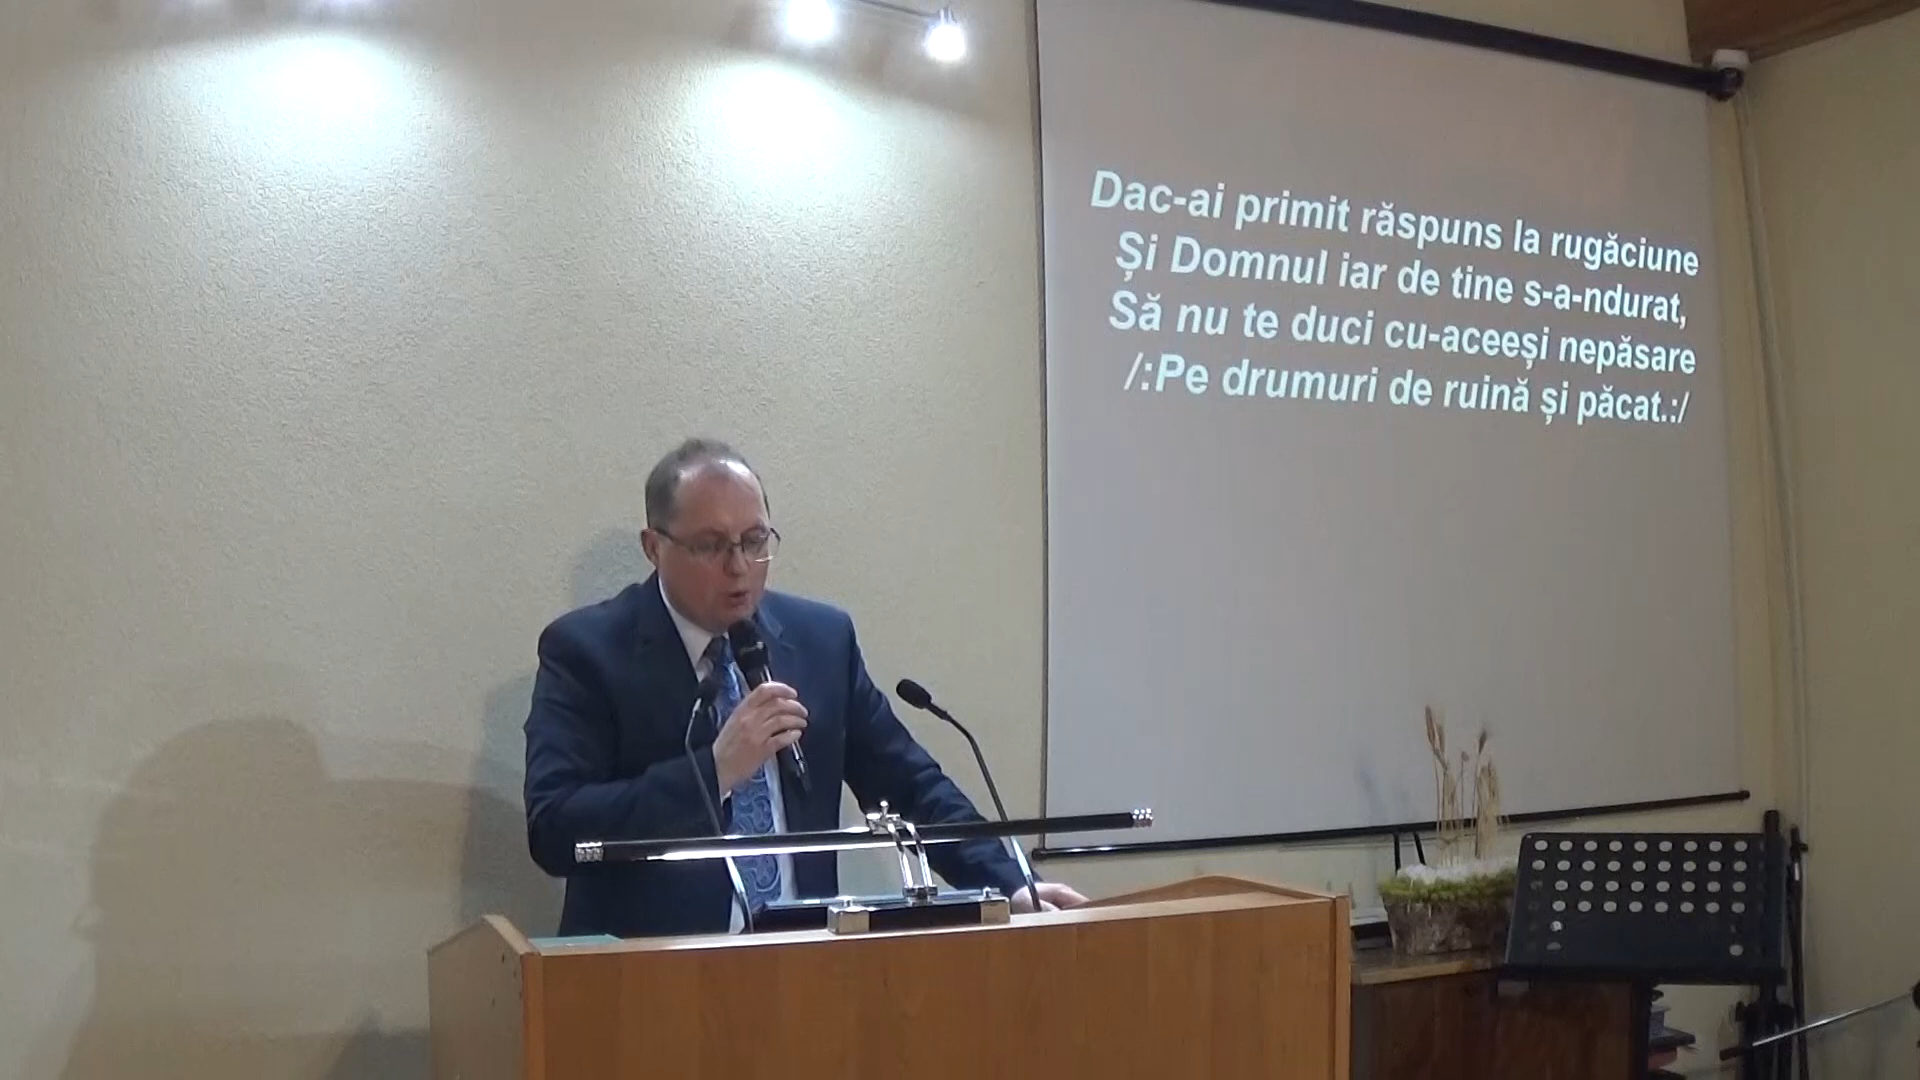 Dac-ai primit răspuns la rugăciune
Și Domnul iar de tine s-a-ndurat,
Să nu te duci cu-aceeși nepăsare
/:Pe drumuri de ruină și păcat.:/